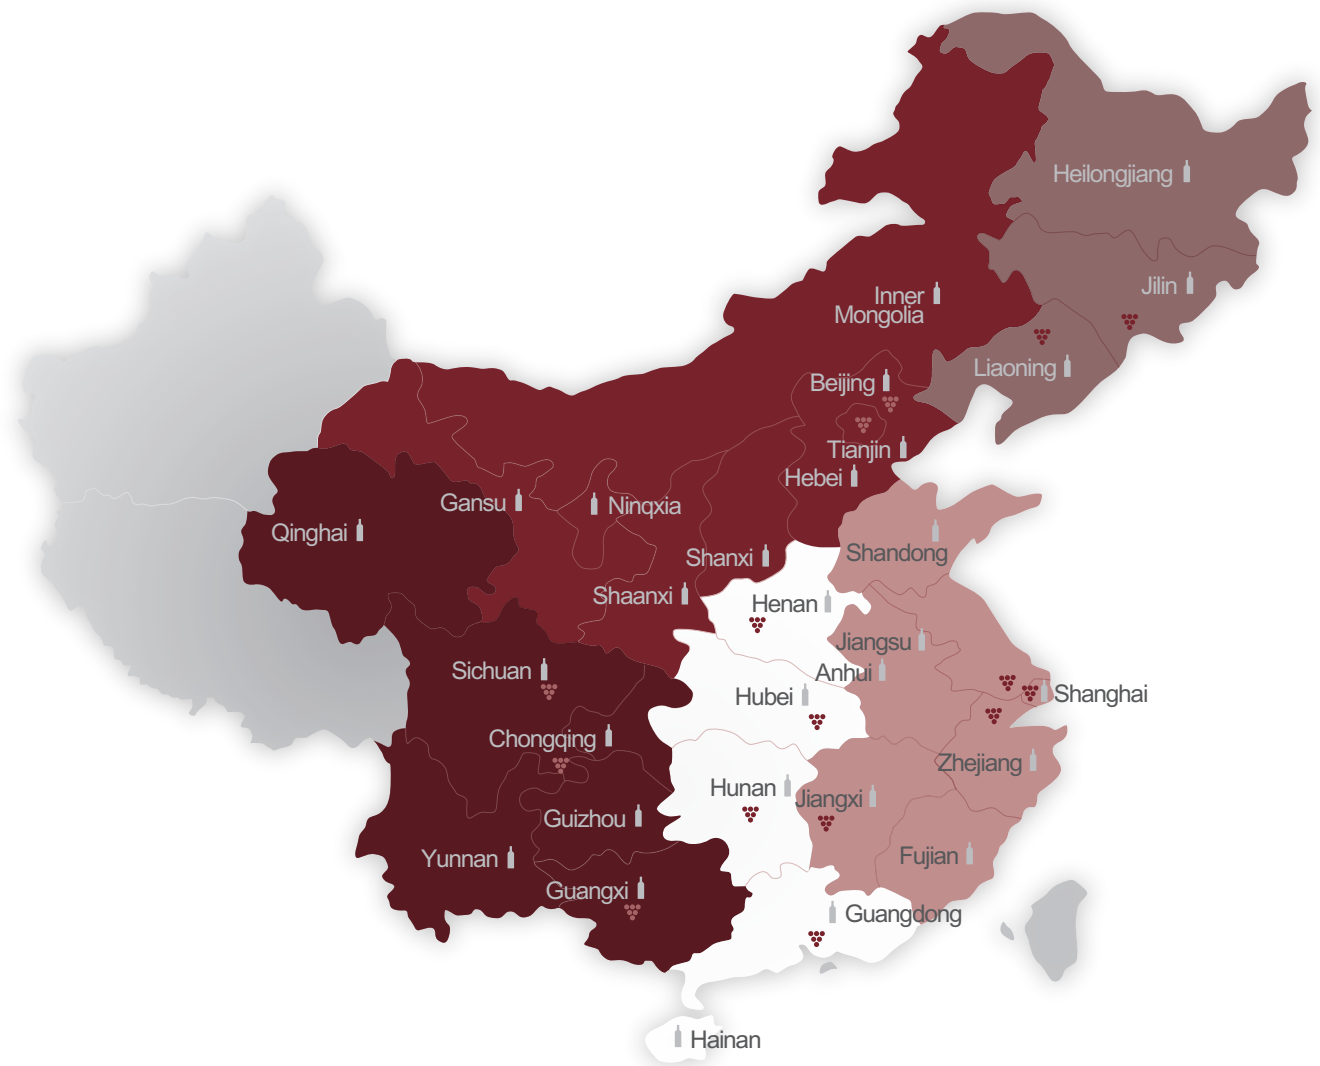 Heilongjiang
Jilin
Inner
Mongolia
Liaoning
Beijing
Tianjin
Hebei
Gansu
Ninqxia
Qinghai
Shanxi
Shandong
Shaanxi
Henan
Jiangsu
Sichuan
Anhui
Hubei
Shanghai
Chongqing
Zhejiang
Hunan
Jiangxi
Guizhou
Yunnan
Fujian
Guangxi
Guangdong
Hainan